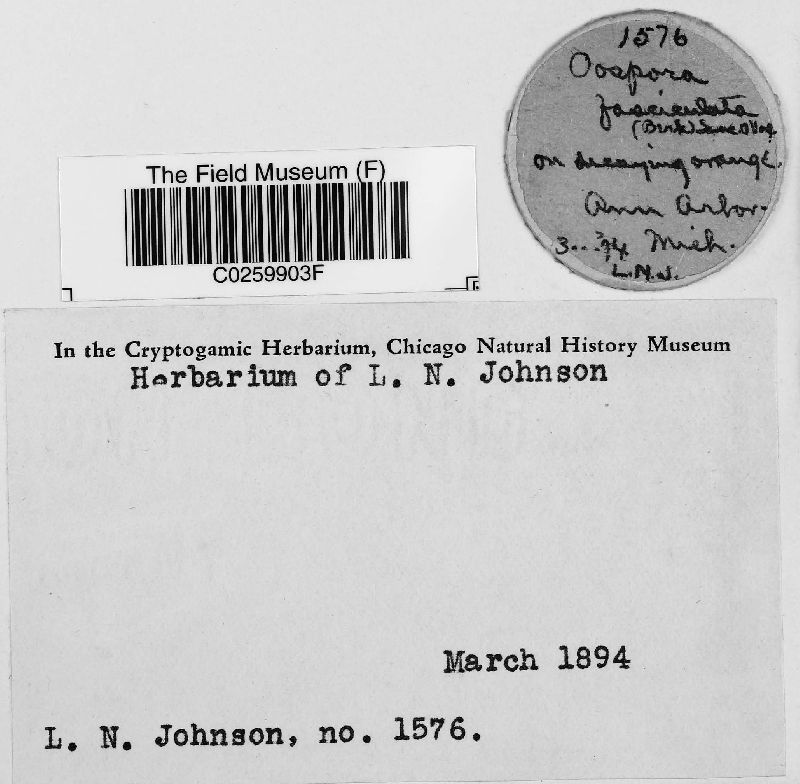 1576
Oospora
fasciculata
(Berk)
on decaying orange.
Ann Arbor.
Mich.
L.N.J.
The Field Museum (F)
C0259903F
In the Cryptogamic Herbarium, Chicago Natural History Museum
Herbarium of L. N. Johnson
March 1894
L. N. Johnson, no. 1576.